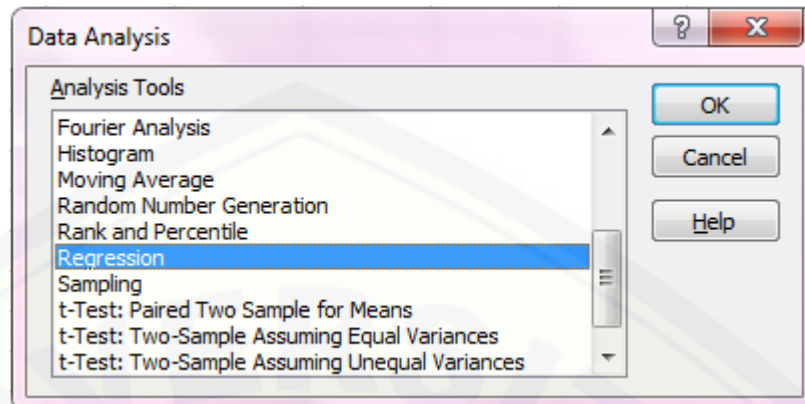 Data Analysis
?
X
Analysis Tools
Fourier Analysis
Histogram
Moving Average
Random Number Generation
Rank and Percentile
Regression
Sampling
t-Test: Paired Two Sample for Means
t-Test: Two-Sample Assuming Equal Variances
t-Test: Two-Sample Assuming Unequal Variances
OK
Cancel
Help